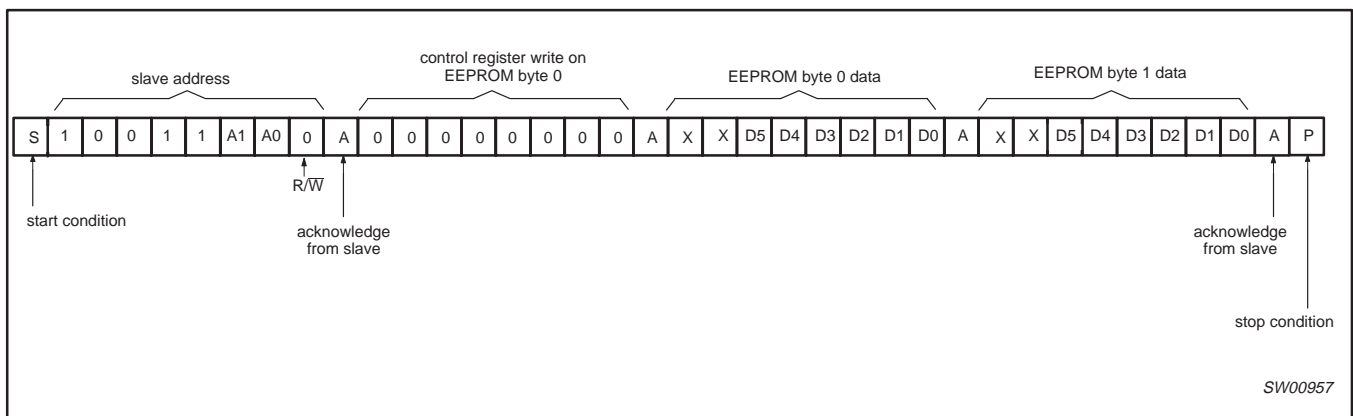 control register write on
EEPROM byte 0
slave address
EEPROM byte 0 data
EEPROM byte 1 data
S 1 0 0 1 1 A1 A0 0 A 0 0 0 0 0 0 0 0 A X X D5 D4 D3 D2 D1 D0 A X X D5 D4 D3 D2 D1 D0 A P
R/W̅
start condition
acknowledge
from slave
acknowledge
from slave
stop condition
SW00957